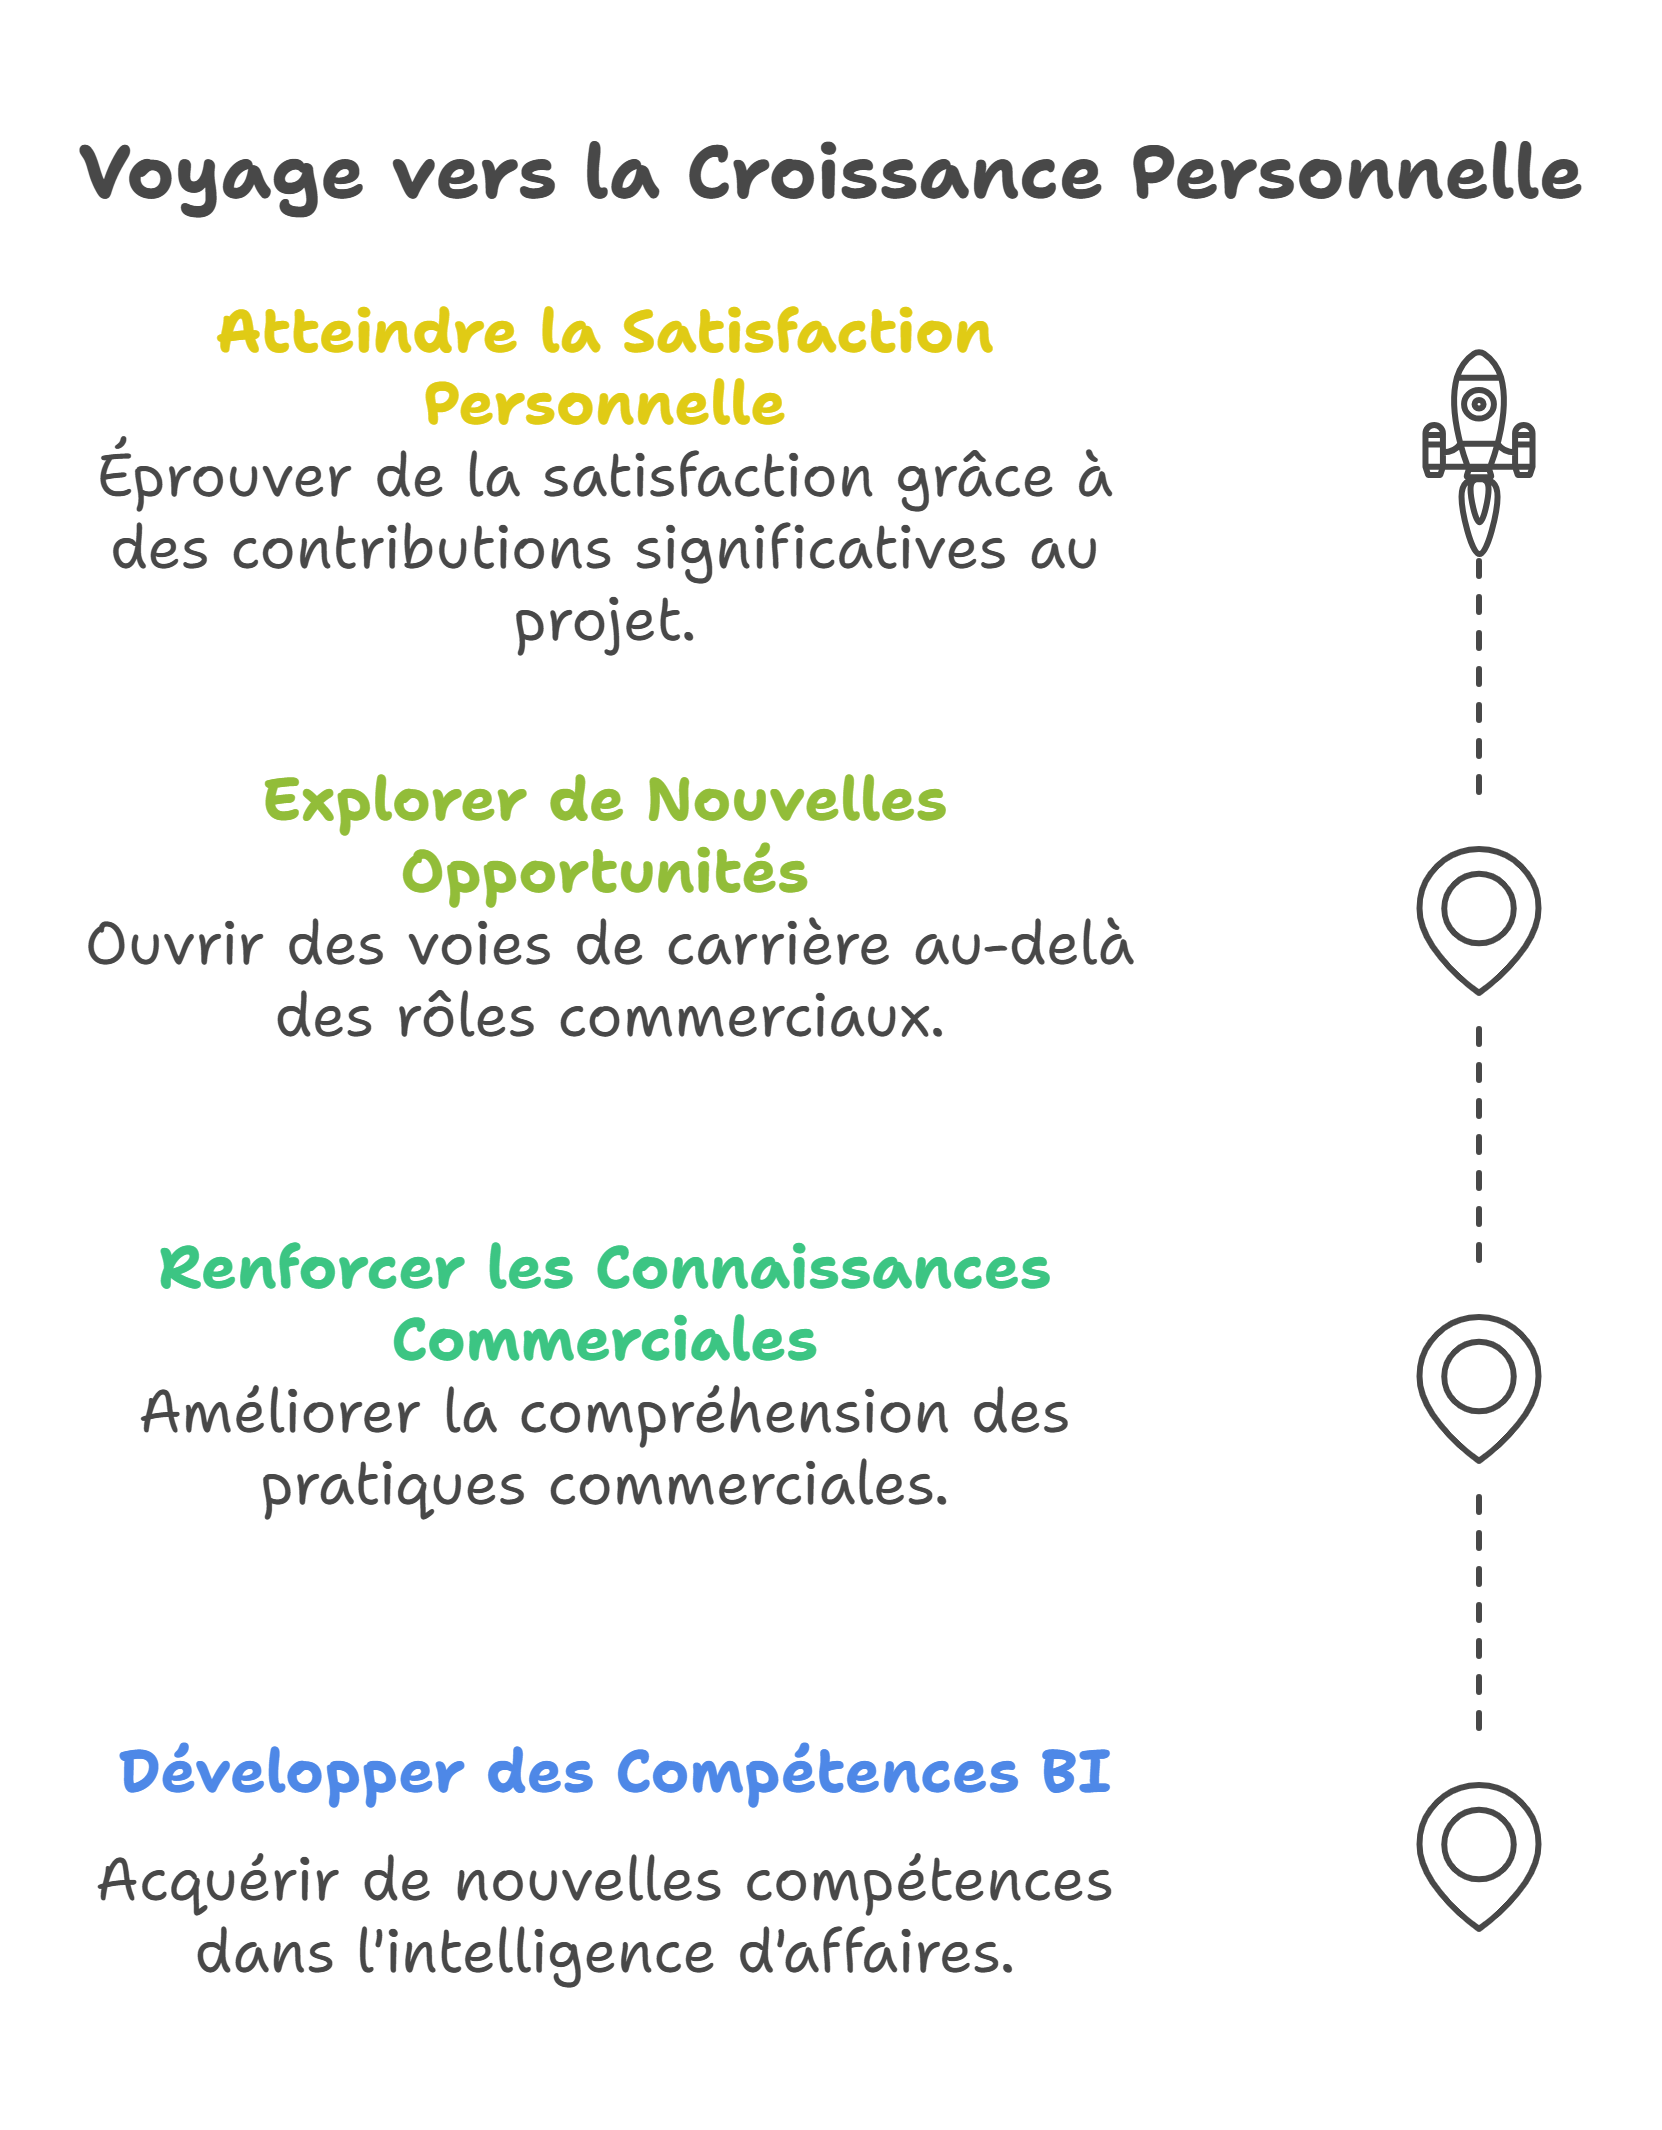 Voyage vers la Croissance Personnelle
Atteindre la Satisfaction
Personnelle
Éprouver de la satisfaction grâce à
des contributions significatives au
projet.
Explorer de Nouvelles
Opportunités
Ouvrir des voies de carrière au-delà
des rôles commerciaux.
Renforcer les Connaissances
Commerciales
Améliorer la compréhension des
pratiques commerciales.
Développer des Compétences BI
Acquérir de nouvelles compétences
dans l'intelligence d'affaires.